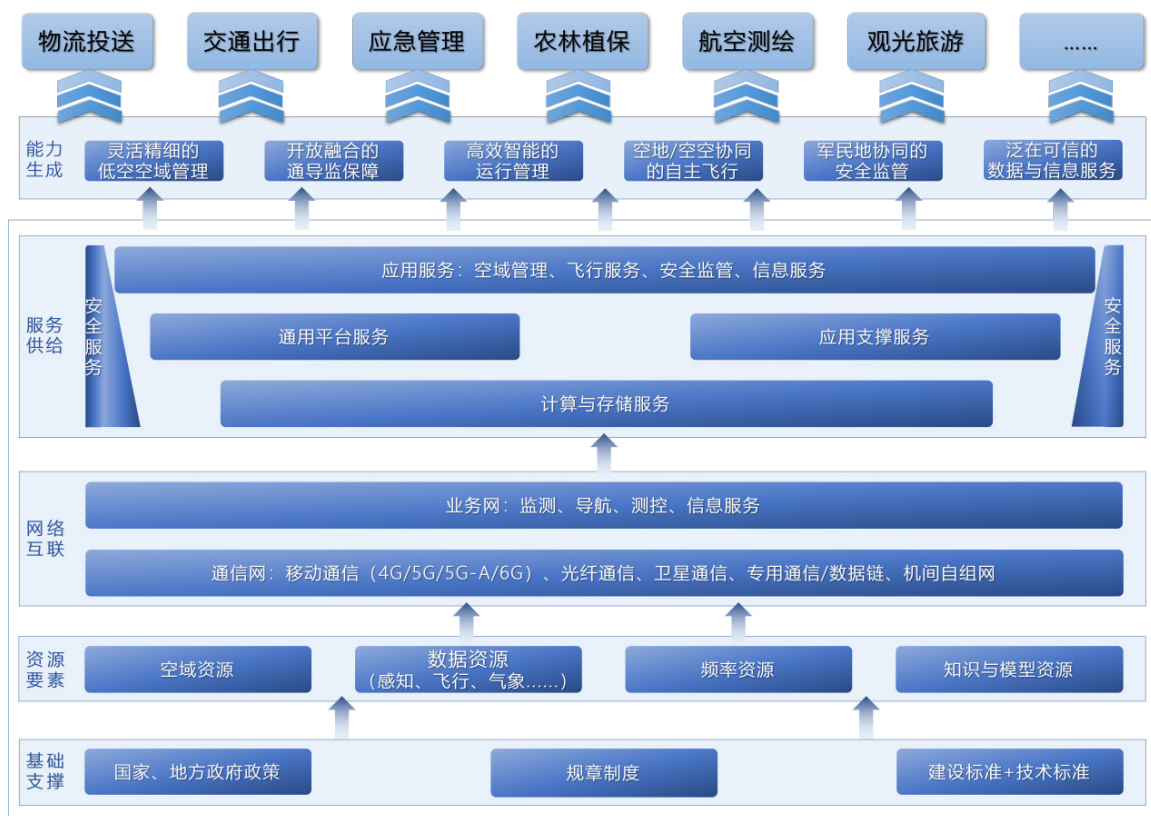 物流投送
交通出行
应急管理
农林植保
航空测绘
观光旅游
……
能力
生成
灵活精细的
低空空域管理
开放融合的
通导监保障
高效智能的
运行管理
空地/空空协同
的自主飞行
军民地协同的
安全监管
泛在可信的
数据与信息服务
服务
供给
安全服务
应用服务：空域管理、飞行服务、安全监管、信息服务
通用平台服务
应用支撑服务
计算与存储服务
安全服务
网络
互联
业务网：监测、导航、测控、信息服务
通信网：移动通信（4G/5G/5G-A/6G）、光纤通信、卫星通信、专用通信/数据链、机间自组网
资源
要素
空域资源
数据资源
（感知、飞行、气象……）
频率资源
知识与模型资源
基础
支撑
国家、地方政府政策
规章制度
建设标准+技术标准